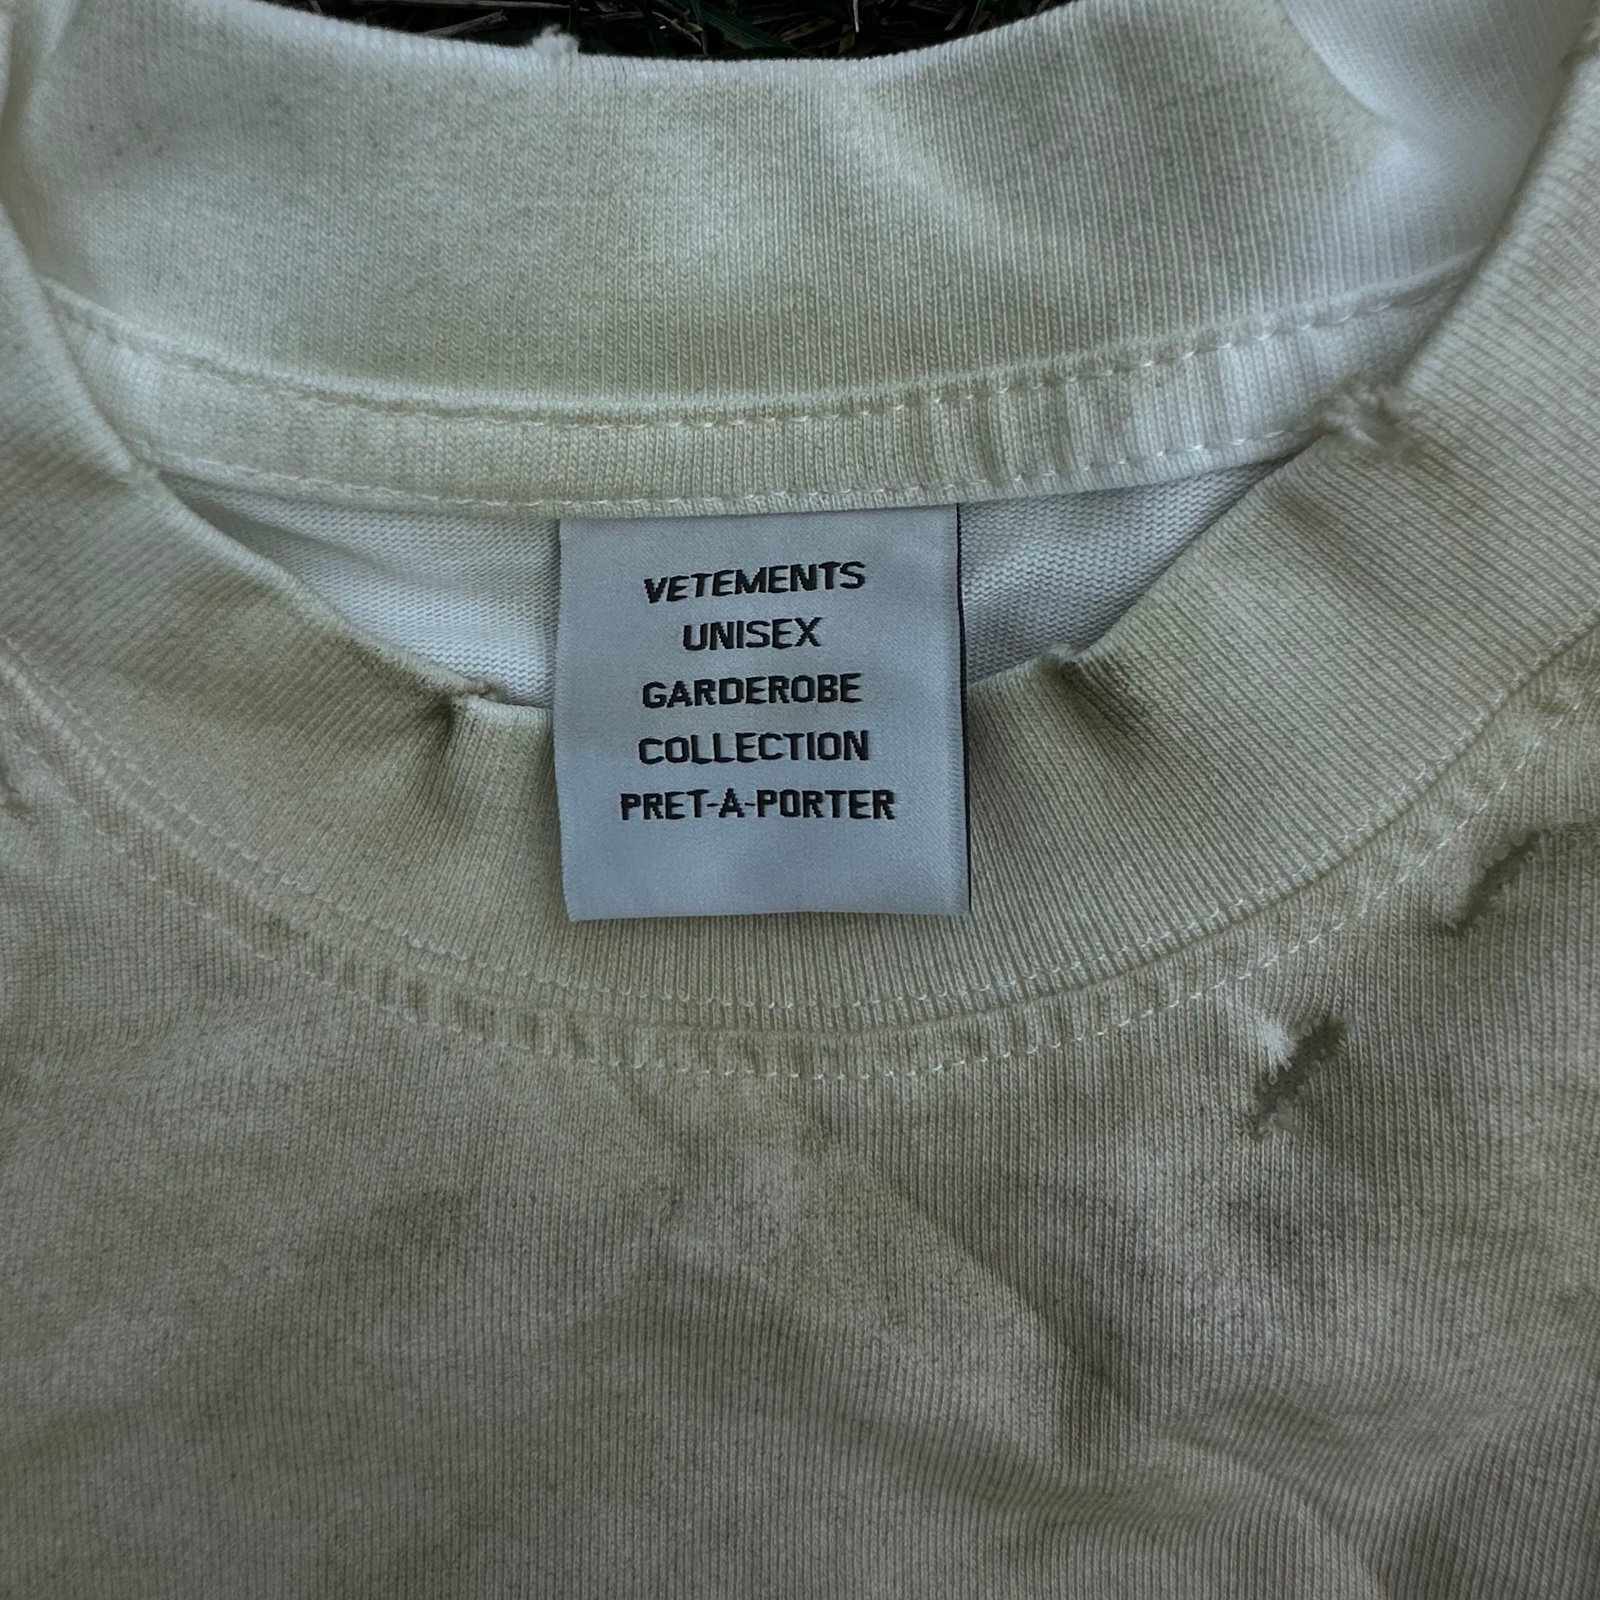 VETEMENTS
UNISEX
GARDEROBE
COLLECTION
PRET-A-PORTER